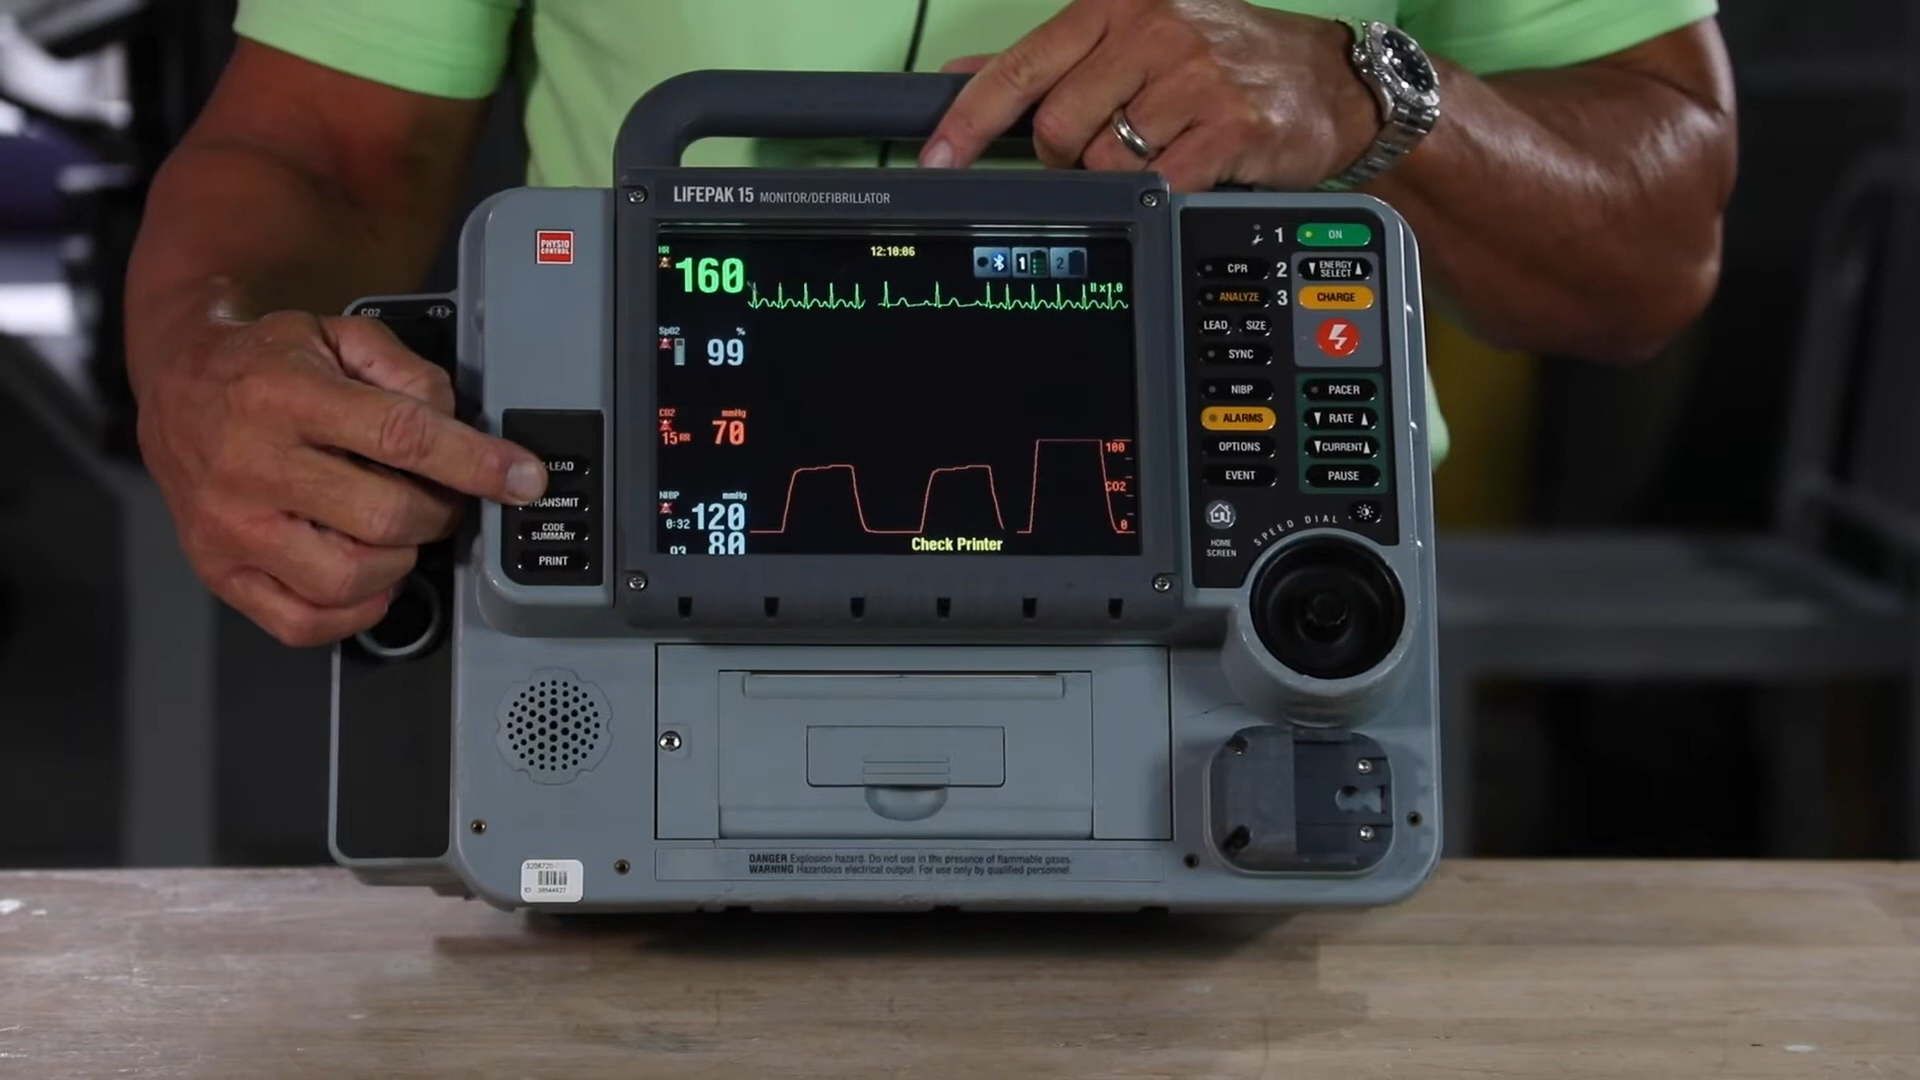 LIFEPAK 15 MONITOR/DEFIBRILLATOR
PHYSIO
CONTROL
CO2
HR
160
12:10:06
1
2
II x1.0
SpO2
%
99
CO2
mmHg
15 RR
70
100
CO2
0
NIBP
mmHg
0:32
120
80
93
Check Printer
-LEAD
TRANSMIT
CODE
SUMMARY
PRINT
1
ON
CPR
2
ENERGY
SELECT
ANALYZE
3
CHARGE
LEAD
SIZE
SYNC
NIBP
PACER
ALARMS
RATE
OPTIONS
CURRENT
EVENT
PAUSE
HOME
SCREEN
SPEED DIAL
DANGER Explosion hazard. Do not use in the presence of flammable gases.
WARNING Hazardous electrical output. For use only by qualified personnel.